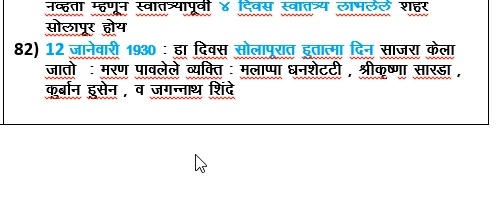 नव्हता म्हणून स्वातंत्र्यापूर्वी ४ दिवस स्वातंत्र्य लाभलेले शहर
सोलापूर होय
82) 12 जानेवारी 1930 : हा दिवस सोलापूरात हुतात्मा दिन साजरा केला
जातो : मरण पावलेले व्यक्ति : मलाप्पा धनशेटटी , श्रीकृष्णा सारडा ,
कुर्बान हुसेन , व जगन्नाथ शिंदे